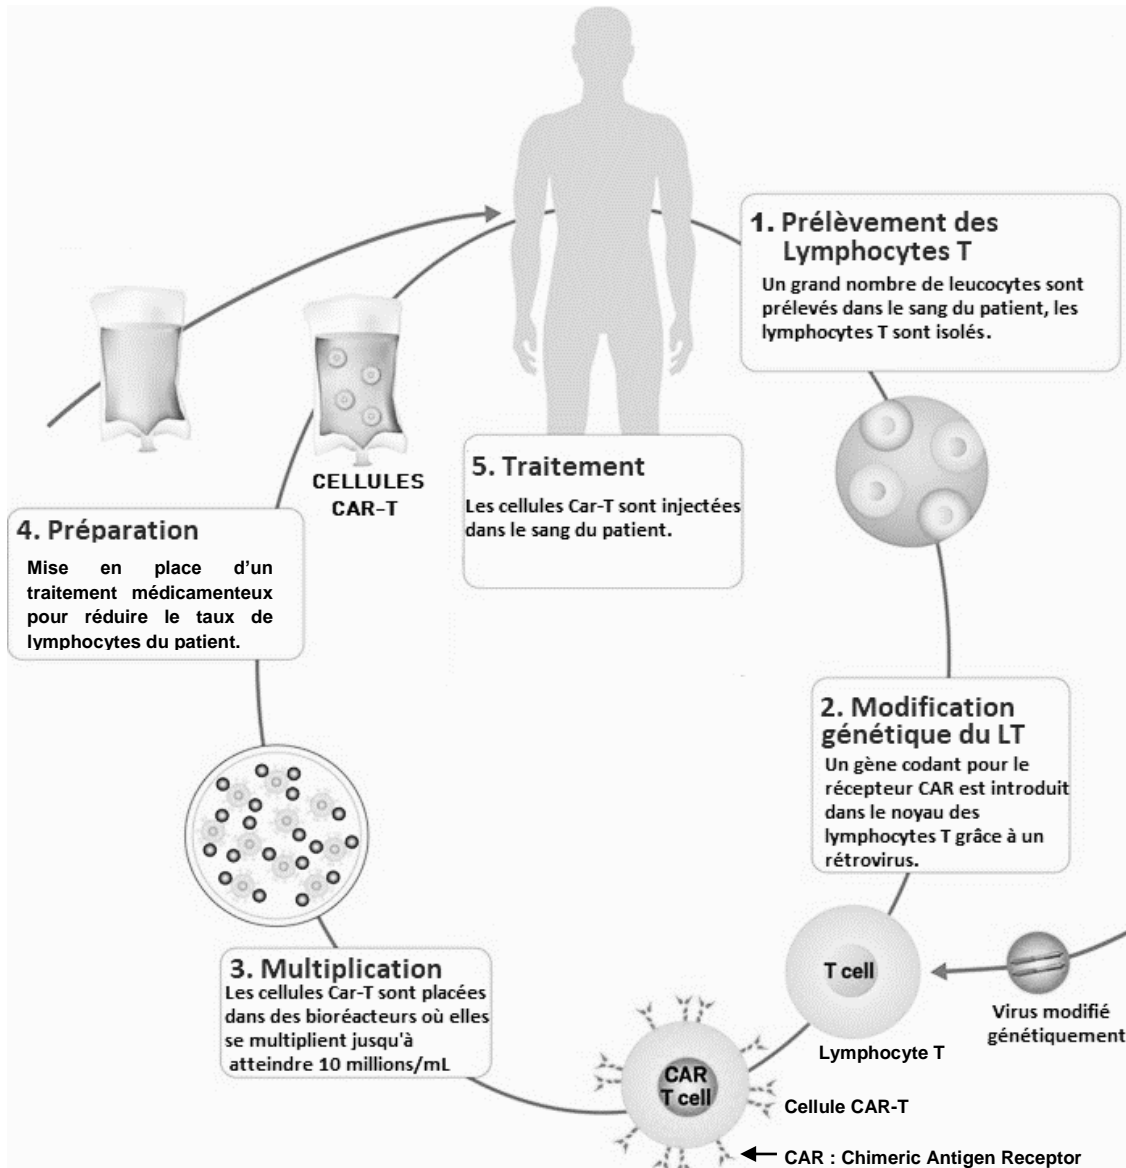 1. Prélèvement des
Lymphocytes T
Un grand nombre de leucocytes sont
prélevés dans le sang du patient, les
lymphocytes T sont isolés.
CELLULES
CAR-T
5. Traitement
Les cellules Car-T sont injectées
dans le sang du patient.
4. Préparation
Mise en place d’un
traitement médicamenteux
pour réduire le taux de
lymphocytes du patient.
2. Modification
génétique du LT
Un gène codant pour le
récepteur CAR est introduit
dans le noyau des
lymphocytes T grâce à un
rétrovirus.
T cell
Virus modifié
génétiquement
Lymphocyte T
3. Multiplication
Les cellules Car-T sont placées
dans des bioréacteurs où elles
se multiplient jusqu'à
atteindre 10 millions/mL
CAR
T cell
Cellule CAR-T
CAR : Chimeric Antigen Receptor